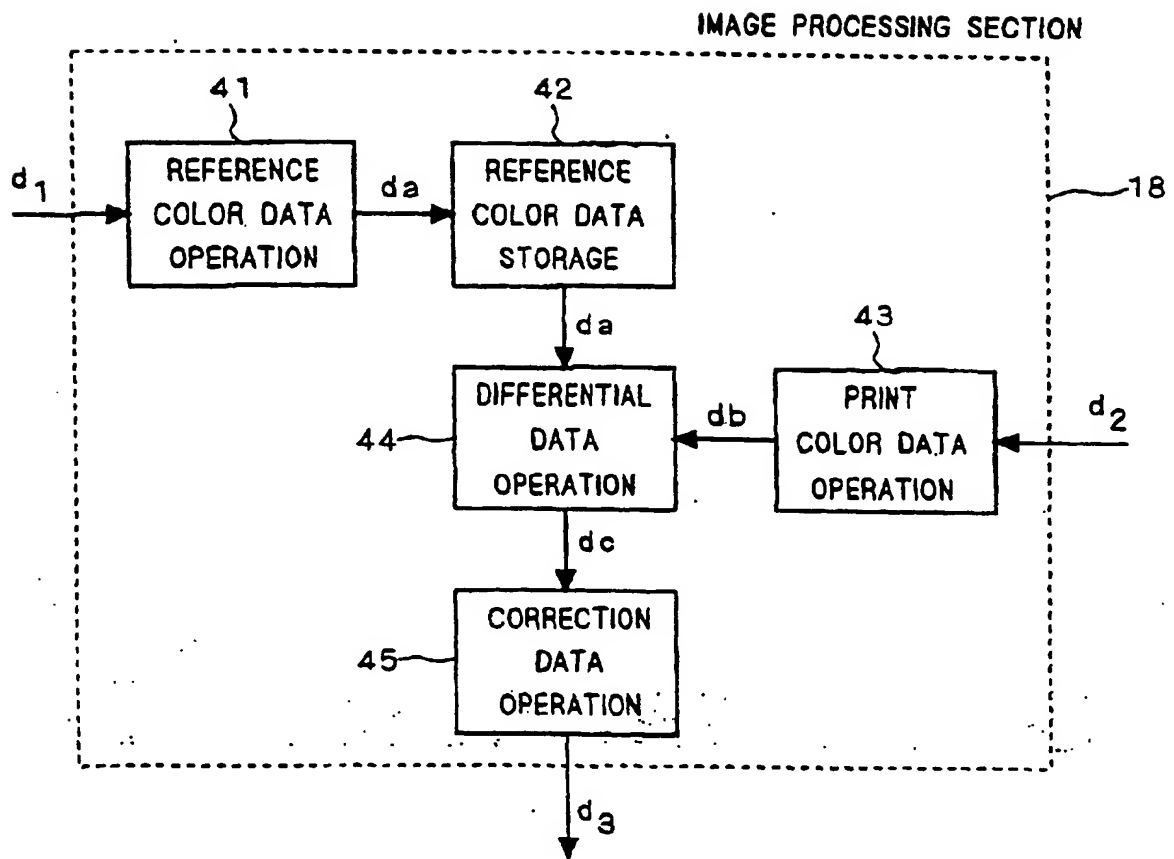 IMAGE PROCESSING SECTION
41
42
d1
REFERENCE
COLOR DATA
OPERATION
da
REFERENCE
COLOR DATA
STORAGE
18
da
43
44
DIFFERENTIAL
DATA
OPERATION
db
PRINT
COLOR DATA
OPERATION
d2
dc
45
CORRECTION
DATA
OPERATION
d3